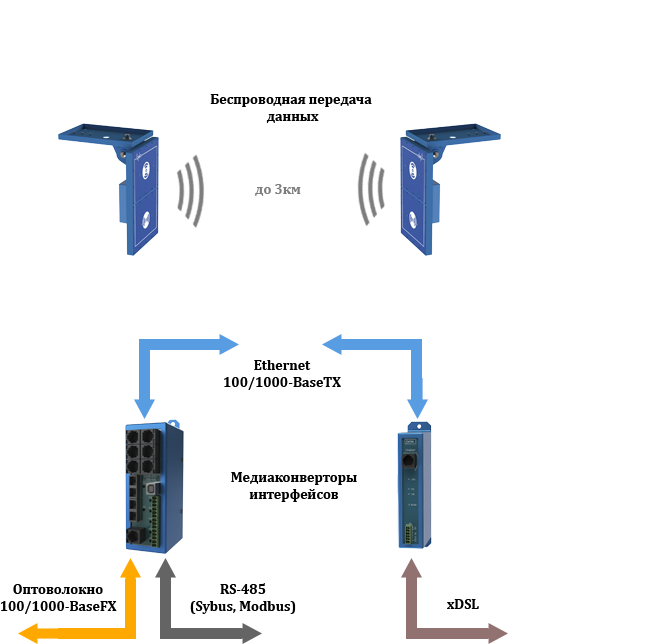 Беспроводная передача
данных
до 3км
Ethernet
100/1000-BaseTX
Медиаконверторы
интерфейсов
Оптоволокно
100/1000-BaseFX
RS-485
(Sybus, Modbus)
xDSL